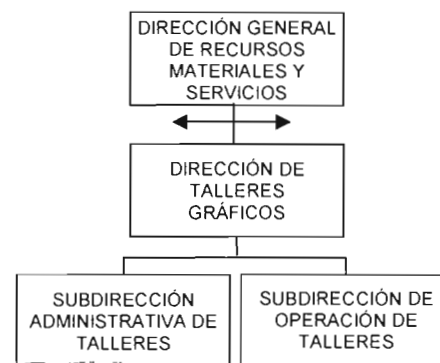 DIRECCIÓN GENERAL
DE RECURSOS
MATERIALES Y
SERVICIOS
DIRECCIÓN DE
TALLERES
GRÁFICOS
SUBDIRECCIÓN
ADMINISTRATIVA DE
TALLERES
SUBDIRECCIÓN DE
OPERACIÓN DE
TALLERES